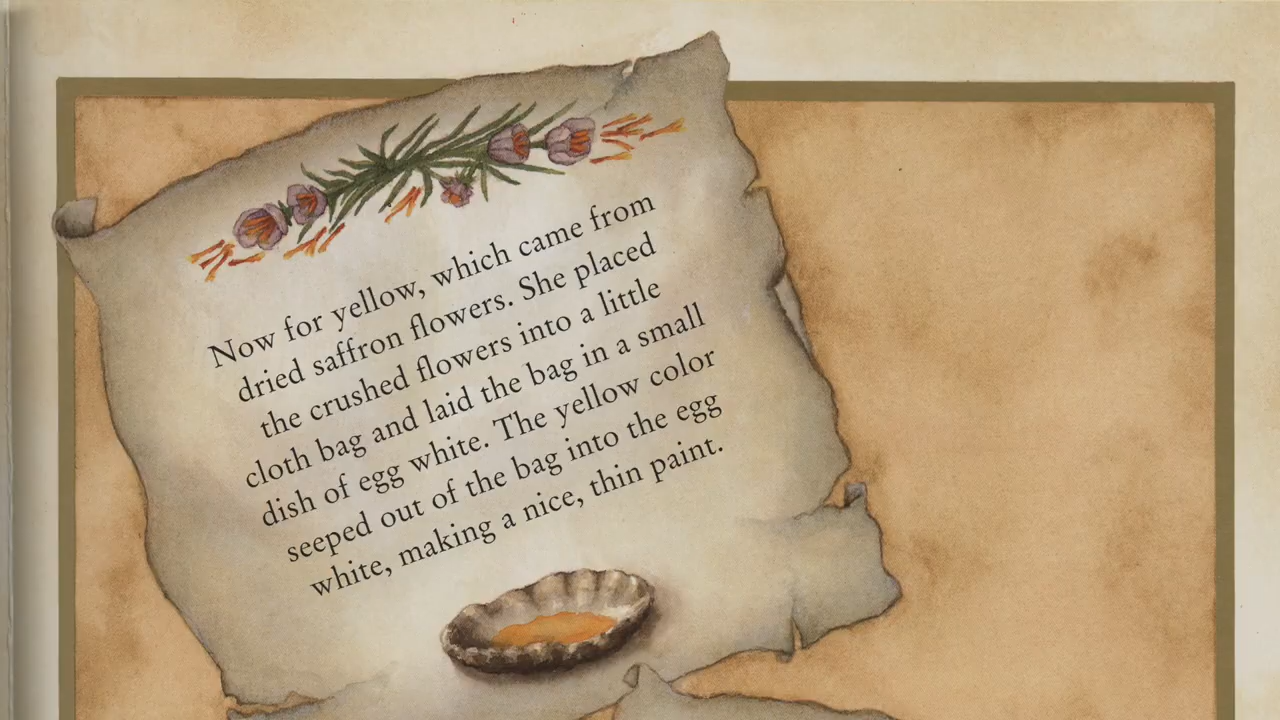 Now for yellow, which came from
dried saffron flowers. She placed
the crushed flowers into a little
cloth bag and laid the bag in a small
dish of egg white. The yellow color
seeped out of the bag into the egg
white, making a nice, thin paint.